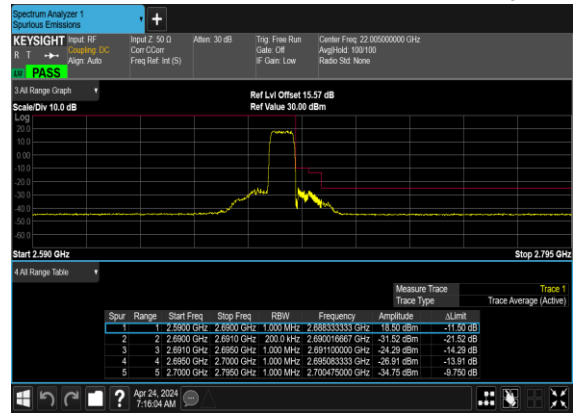 Spectrum Analyzer 1
Spurious Emissions
KEYSIGHT Input: RF Input Z: 50 Ω Atten: 30 dB Trig: Free Run Center Freq: 22.005000000 GHz
R T Coupling: DC Corr CCorr Gate: Off Avg|Hold: 100/100
Align: Auto Freq Ref: Int (S) IF Gain: Low Radio Std: None
PASS
3 All Range Graph
Ref Lvl Offset 15.57 dB
Scale/Div 10.0 dB Ref Value 30.00 dBm
Log
20.0
10.0
0.00
-10.0
-20.0
-30.0
-40.0
-50.0
-60.0
Start 2.590 GHz Stop 2.795 GHz
4 All Range Table
Measure Trace Trace 1
Trace Type Trace Average (Active)
Spur Range Start Freq Stop Freq RBW Frequency Amplitude ΔLimit
1 1 2.5900 GHz 2.6900 GHz 1.000 MHz 2.688333333 GHz 18.50 dBm -11.50 dB
2 2 2.6900 GHz 2.6910 GHz 200.0 kHz 2.690016667 GHz -31.52 dBm -21.52 dB
3 3 2.6910 GHz 2.6950 GHz 1.000 MHz 2.691100000 GHz -24.29 dBm -14.29 dB
4 4 2.6950 GHz 2.7000 GHz 1.000 MHz 2.695083333 GHz -26.91 dBm -13.91 dB
5 5 2.7000 GHz 2.7950 GHz 1.000 MHz 2.700475000 GHz -34.75 dBm -9.750 dB
Apr 24, 2024
7:16:04 AM